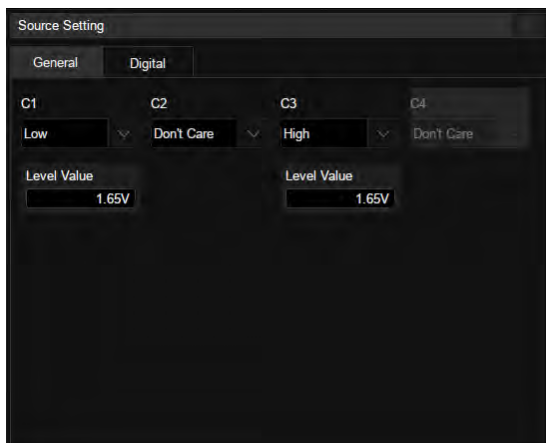 Source Setting
General Digital
C1 C2 C3 C4
Low Don't Care High Don't Care
Level Value Level Value
1.65V 1.65V